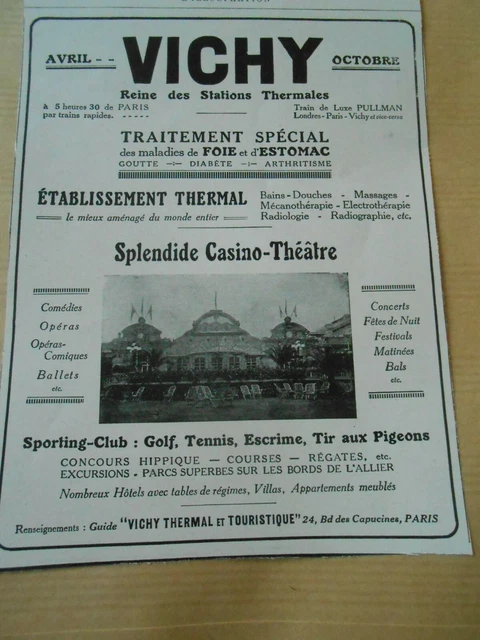 L'ILLUSTRATION
AVRIL - - VICHY OCTOBRE
Reine des Stations Thermales
à 5 heures 30 de PARIS
par trains rapides. - - - - -
Train de Luxe PULLMAN
Londres - Paris - Vichy et vice-versa
TRAITEMENT SPÉCIAL
des maladies de FOIE et d'ESTOMAC
GOUTTE -:- DIABÈTE -:- ARTHRITISME
ÉTABLISSEMENT THERMAL
le mieux aménagé du monde entier
Bains-Douches - Massages -
Mécanothérapie - Electrothérapie
Radiologie - Radiographie, etc.
Splendide Casino-Théâtre
Comédies
Opéras
Opéras-
Comiques
Ballets
etc.
Concerts
Fêtes de Nuit
Festivals
Matinées
Bals
etc.
Sporting-Club : Golf, Tennis, Escrime, Tir aux Pigeons
CONCOURS HIPPIQUE — COURSES — RÉGATES, etc.
EXCURSIONS - PARCS SUPERBES SUR LES BORDS DE L'ALLIER
Nombreux Hôtels avec tables de régimes, Villas, Appartements meublés
Renseignements : Guide "VICHY THERMAL ET TOURISTIQUE" 24, Bd des Capucines, PARIS